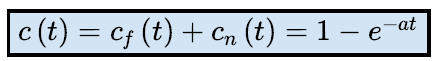 c (t) = c_f (t) + c_n (t) = 1 − e^{−at}